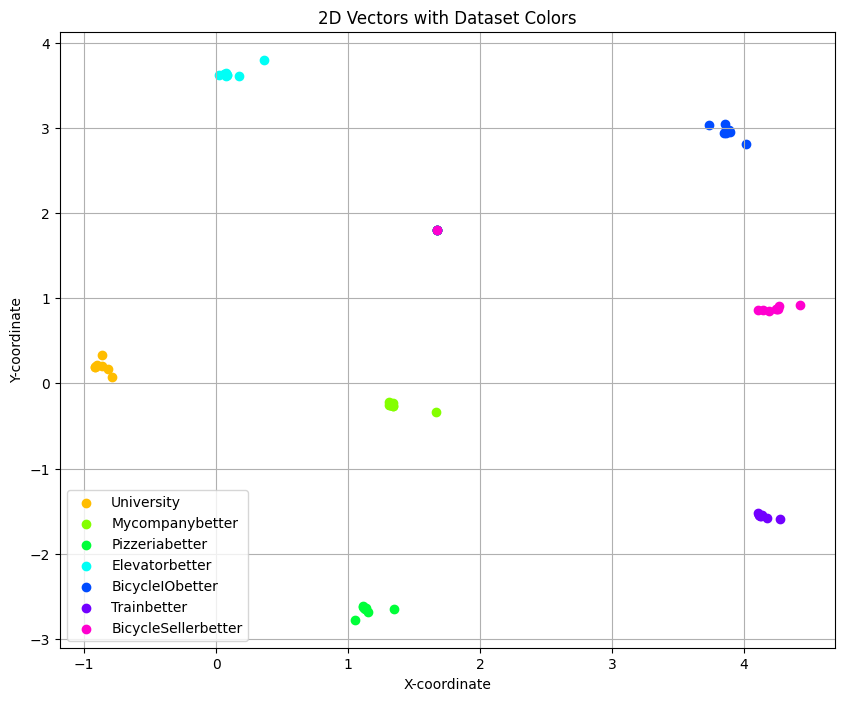 2D Vectors with Dataset Colors
4
3
2
1
0
−1
−2
−3
Y-coordinate
University
Mycompanybetter
Pizzeriabetter
Elevatorbetter
BicycleIObetter
Trainbetter
BicycleSellerbetter
−1 0 1 2 3 4
X-coordinate